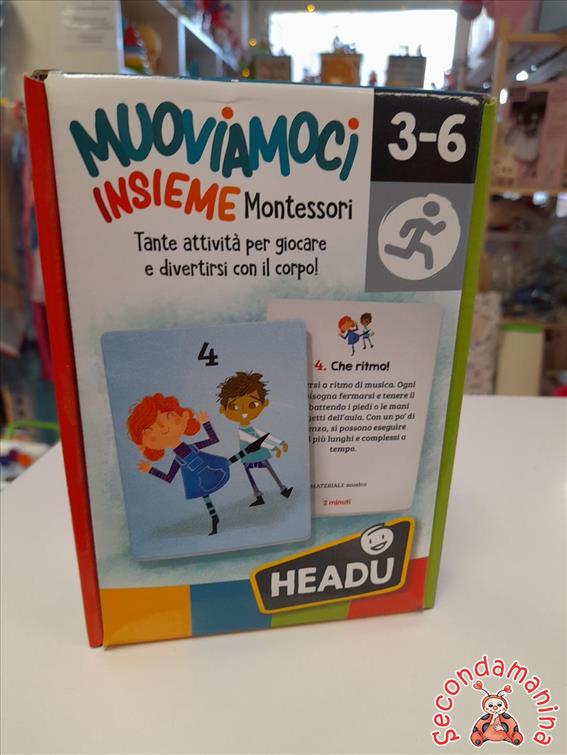 MUOVIAMOCI
INSIEME Montessori
Tante attività per giocare
e divertirsi con il corpo!
3-6
4
4. Che ritmo!
ersi a ritmo di musica. Ogni
isogna fermarsi e tenere il
battendo i piedi o le mani
getti dell'aula. Con un po' di
enza, si possono eseguire
i più lunghi e complessi a
tempo.
MATERIALI: musica
2 minuti
HEADU
Secondamanina